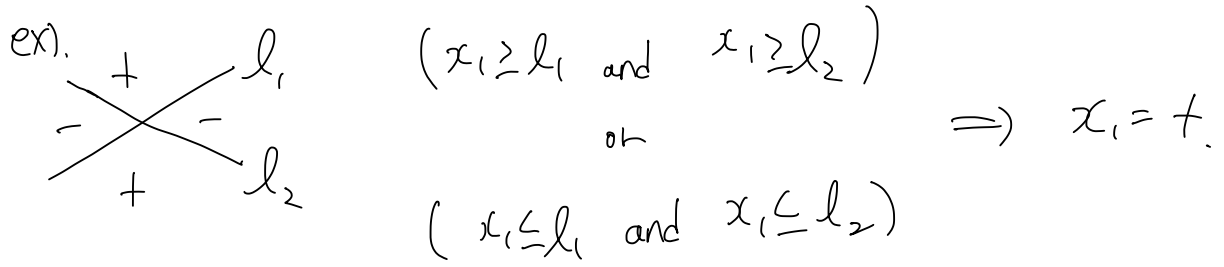 ex).
+ l₁
- -
+ l₂
(x₁ ≥ l₁ and x₁ ≥ l₂)
or
(x₁ ≤ l₁ and x₁ ≤ l₂)
⇒ x₁ = +.